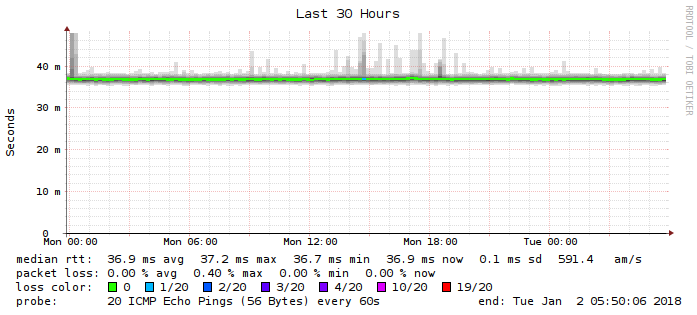 Last 30 Hours
RRDTOOL / TOBI OETIKER
Seconds
40 m
30 m
20 m
10 m
0
Mon 00:00 Mon 06:00 Mon 12:00 Mon 18:00 Tue 00:00
median rtt: 36.9 ms avg 37.2 ms max 36.7 ms min 36.9 ms now 0.1 ms sd 591.4 am/s
packet loss: 0.00 % avg 0.40 % max 0.00 % min 0.00 % now
loss color: 0 1/20 2/20 3/20 4/20 10/20 19/20
probe: 20 ICMP Echo Pings (56 Bytes) every 60s end: Tue Jan 2 05:50:06 2018